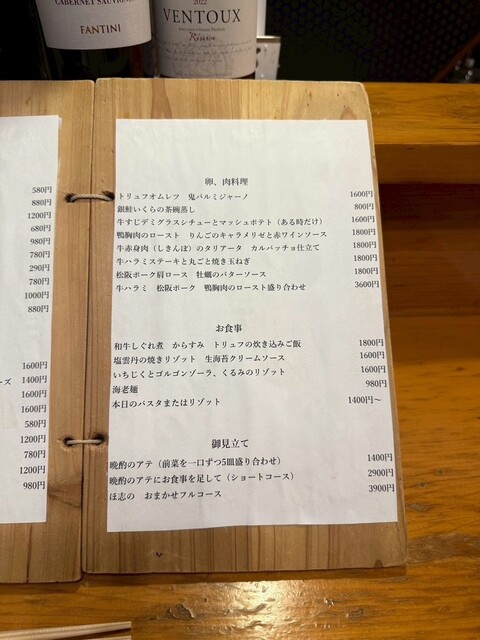 CABERNET SAUVIGNON
FANTINI
2022
VENTOUX
Réserve
580円
880円
1200円
680円
980円
780円
290円
780円
1000円
880円
1600円
ーズ 1400円
1600円
1600円
580円
1200円
780円
1200円
980円
卵、肉料理
トリュフオムレツ 鬼パルミジャーノ 1600円
銀鮭いくらの茶碗蒸し 800円
牛すじデミグラスシチューとマッシュポテト(ある時だけ) 1600円
鴨胸肉のロースト りんごのキャラメリゼと赤ワインソース 1800円
牛赤身肉(しきんぼ)のタリアータ カルパッチョ仕立て 1800円
牛ハラミステーキと丸ごと焼き玉ねぎ 1800円
松阪ポーク肩ロース 牡蠣のバターソース 1800円
牛ハラミ 松阪ポーク 鴨胸肉のロースト盛り合わせ 3600円
お食事
和牛しぐれ煮 からすみ トリュフの炊き込みご飯 1800円
塩雲丹の焼きリゾット 生海苔クリームソース 1600円
いちじくとゴルゴンゾーラ、くるみのリゾット 1600円
海老麺 980円
本日のパスタまたはリゾット 1400円〜
御見立て
晩酌のアテ(前菜を一口ずつ5皿盛り合わせ) 1400円
晩酌のアテにお食事を足して(ショートコース) 2900円
ほ志の おまかせフルコース 3900円